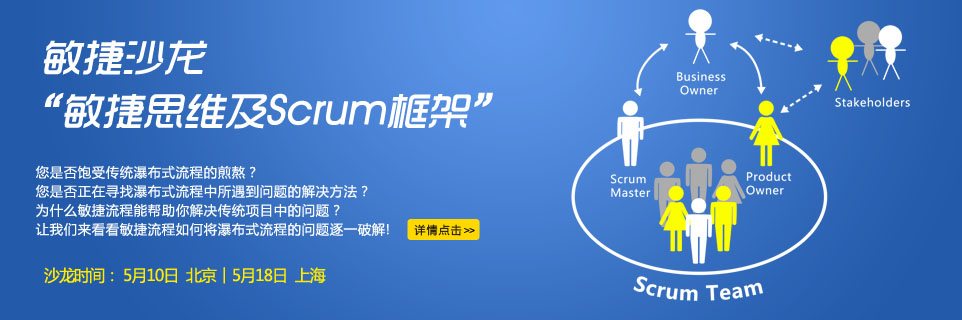 敏捷沙龙
“敏捷思维及Scrum框架”
您是否饱受传统瀑布式流程的煎熬？
您是否正在寻找瀑布式流程中所遇到问题的解决方法？
为什么敏捷流程能帮助你解决传统项目中的问题？
让我们来看看敏捷流程如何将瀑布式流程的问题逐一破解!
详情点击>>
沙龙时间： 5月10日 北京 | 5月18日 上海
Business
Owner
Stakeholders
Scrum
Master
Product
Owner
Scrum Team